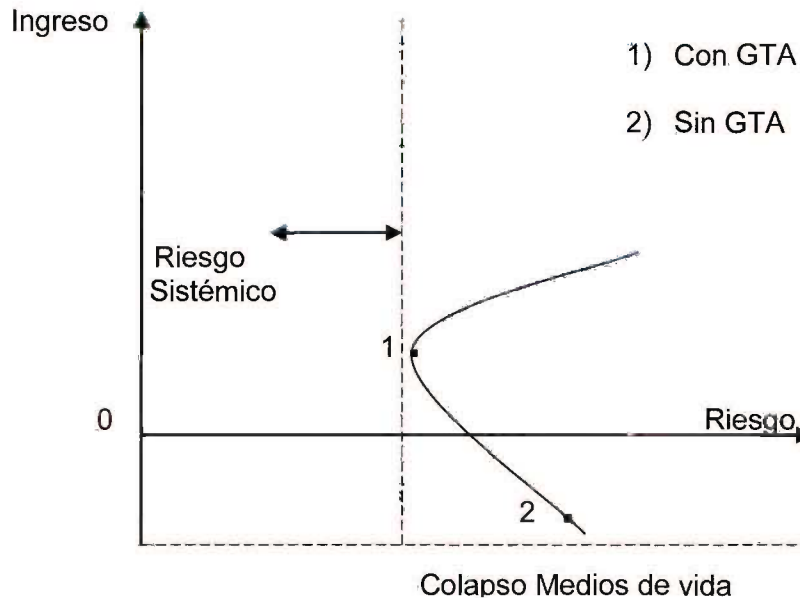 Ingreso
1) Con GTA
2) Sin GTA
Riesgo
Sistémico
1
0
Riesgo
2
Colapso Medios de vida